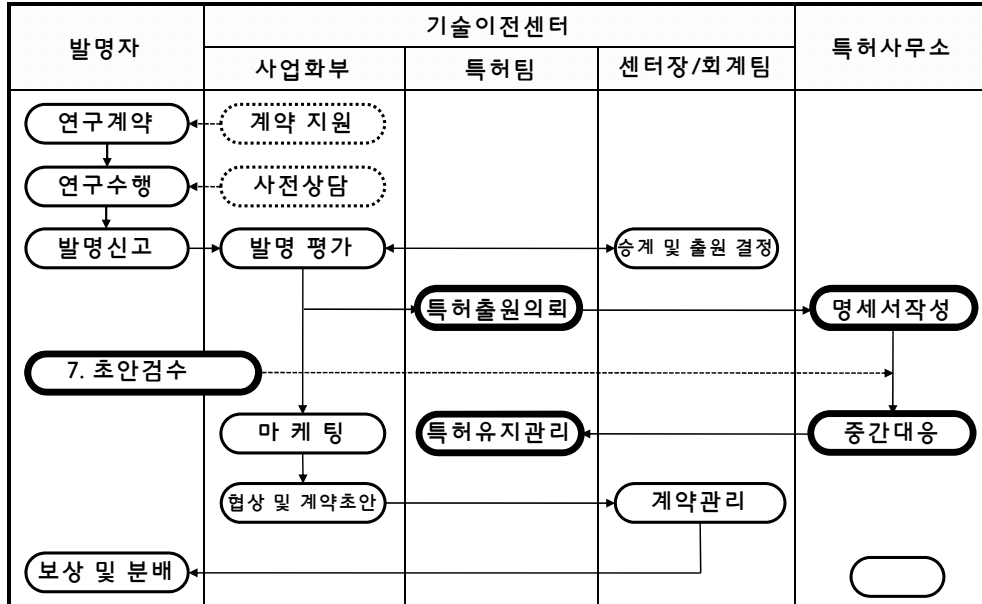 발명자
기술이전센터
특허사무소
사업화부
특허팀
센터장/회계팀
연구계약
계약 지원
연구수행
사전상담
발명신고
발명 평가
승계 및 출원 결정
특허출원의뢰
명세서작성
7. 초안검수
마 케 팅
특허유지관리
중간대응
협상 및 계약초안
계약관리
보상 및 분배